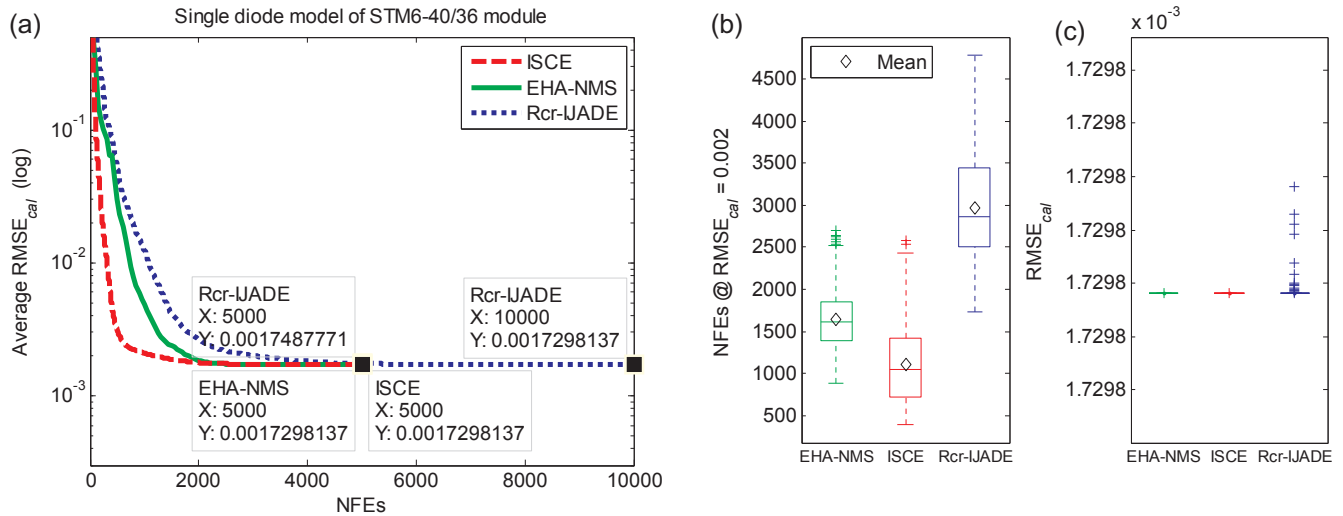 (a)
Single diode model of STM6-40/36 module
Average RMSE_cal (log)
10^-1
10^-2
10^-3
ISCE
EHA-NMS
Rcr-IJADE
Rcr-IJADE
X: 5000
Y: 0.0017487771
Rcr-IJADE
X: 10000
Y: 0.0017298137
EHA-NMS
X: 5000
Y: 0.0017298137
ISCE
X: 5000
Y: 0.0017298137
0 2000 4000 6000 8000 10000
NFEs
(b)
NFEs @ RMSE_cal = 0.002
Mean
4500
4000
3500
3000
2500
2000
1500
1000
500
EHA-NMS ISCE Rcr-IJADE
(c)
x 10^-3
RMSE_cal
1.7298
1.7298
1.7298
1.7298
1.7298
1.7298
1.7298
EHA-NMS ISCE Rcr-IJADE